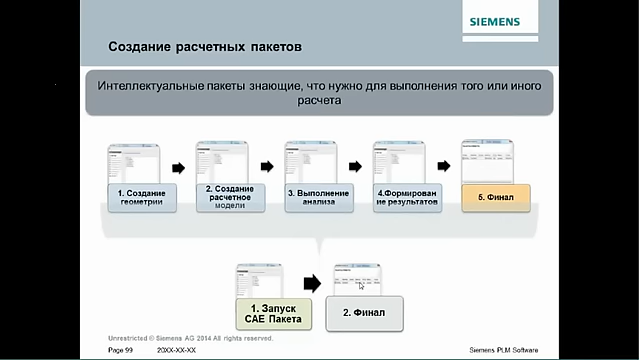 SIEMENS
Создание расчетных пакетов
Интеллектуальные пакеты знающие, что нужно для выполнения того или иного
расчета
1. Создание
геометрии
2. Создание
расчетное
модели
3. Выполнение
анализа
4.Формирован
ие результатов
5. Финал
1. Запуск
CAE Пакета
2. Финал
Unrestricted © Siemens AG 2014 All rights reserved.
Page 99
20XX-XX-XX
Siemens PLM Software